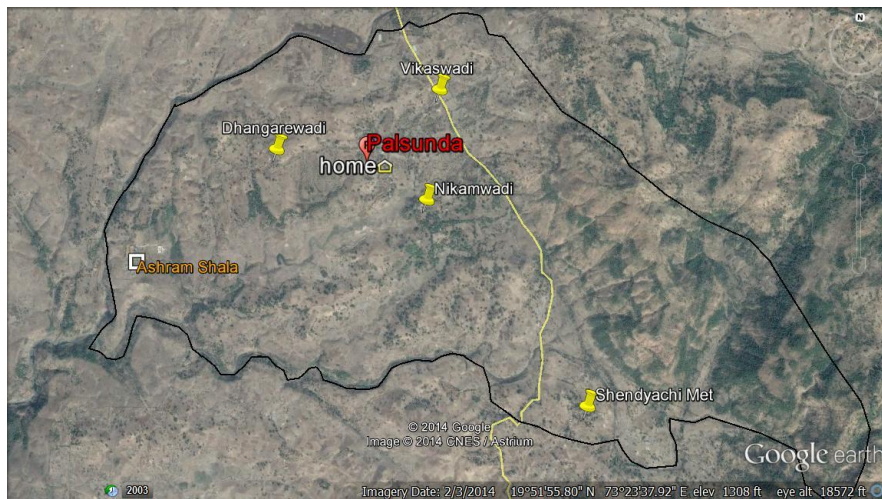 N
Vikaswadi
Dhangarewadi
Palsunda
home
Nikamwadi
Ashram Shala
Shendyachi Met
© 2014 Google
Image © 2014 CNES / Astrium
Google earth
2003
Imagery Date: 2/3/2014 19°51'55.80" N 73°23'37.92" E elev 1308 ft eye alt 18572 ft